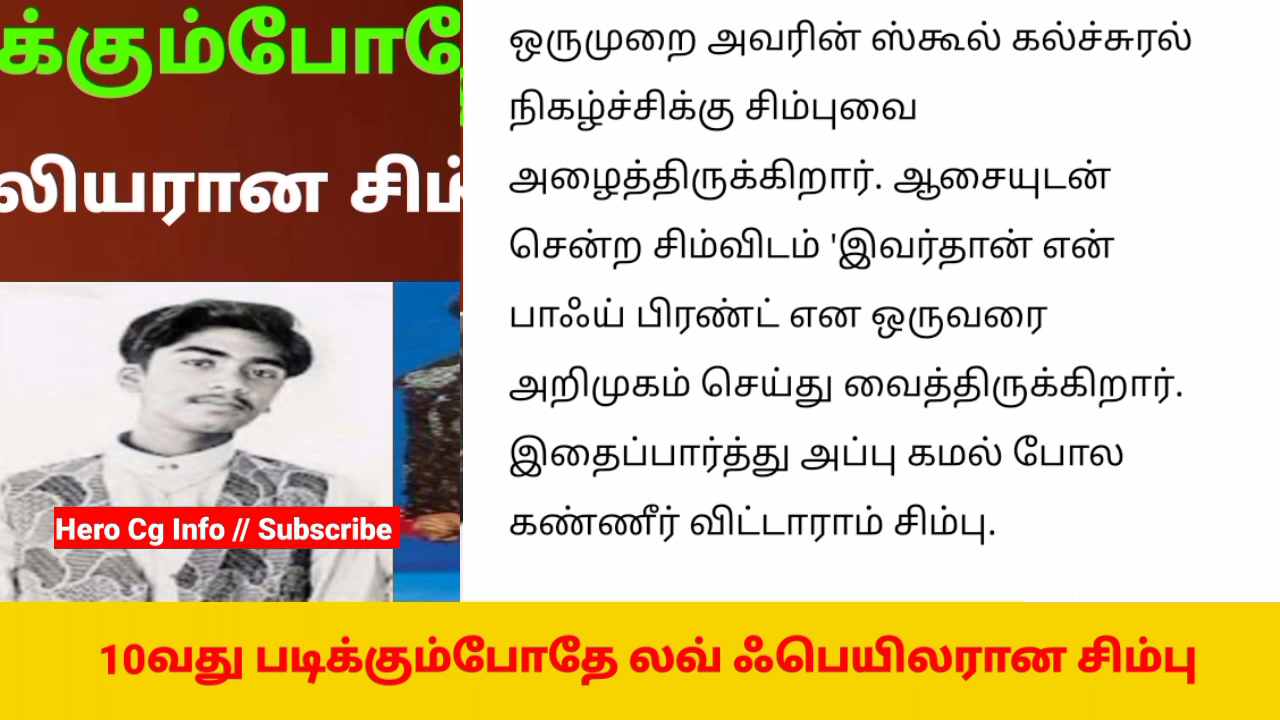 க்கும்போதே
லியரான சிம்
ஒருமுறை அவரின் ஸ்கூல் கல்ச்சுரல்
நிகழ்ச்சிக்கு சிம்புவை
அழைத்திருக்கிறார். ஆசையுடன்
சென்ற சிம்விடம் 'இவர்தான் என்
பாஃய் பிரண்ட் என ஒருவரை
அறிமுகம் செய்து வைத்திருக்கிறார்.
இதைப்பார்த்து அப்பு கமல் போல
கண்ணீர் விட்டாராம் சிம்பு.
Hero Cg Info // Subscribe
10வது படிக்கும்போதே லவ் ஃபெயிலரான சிம்பு